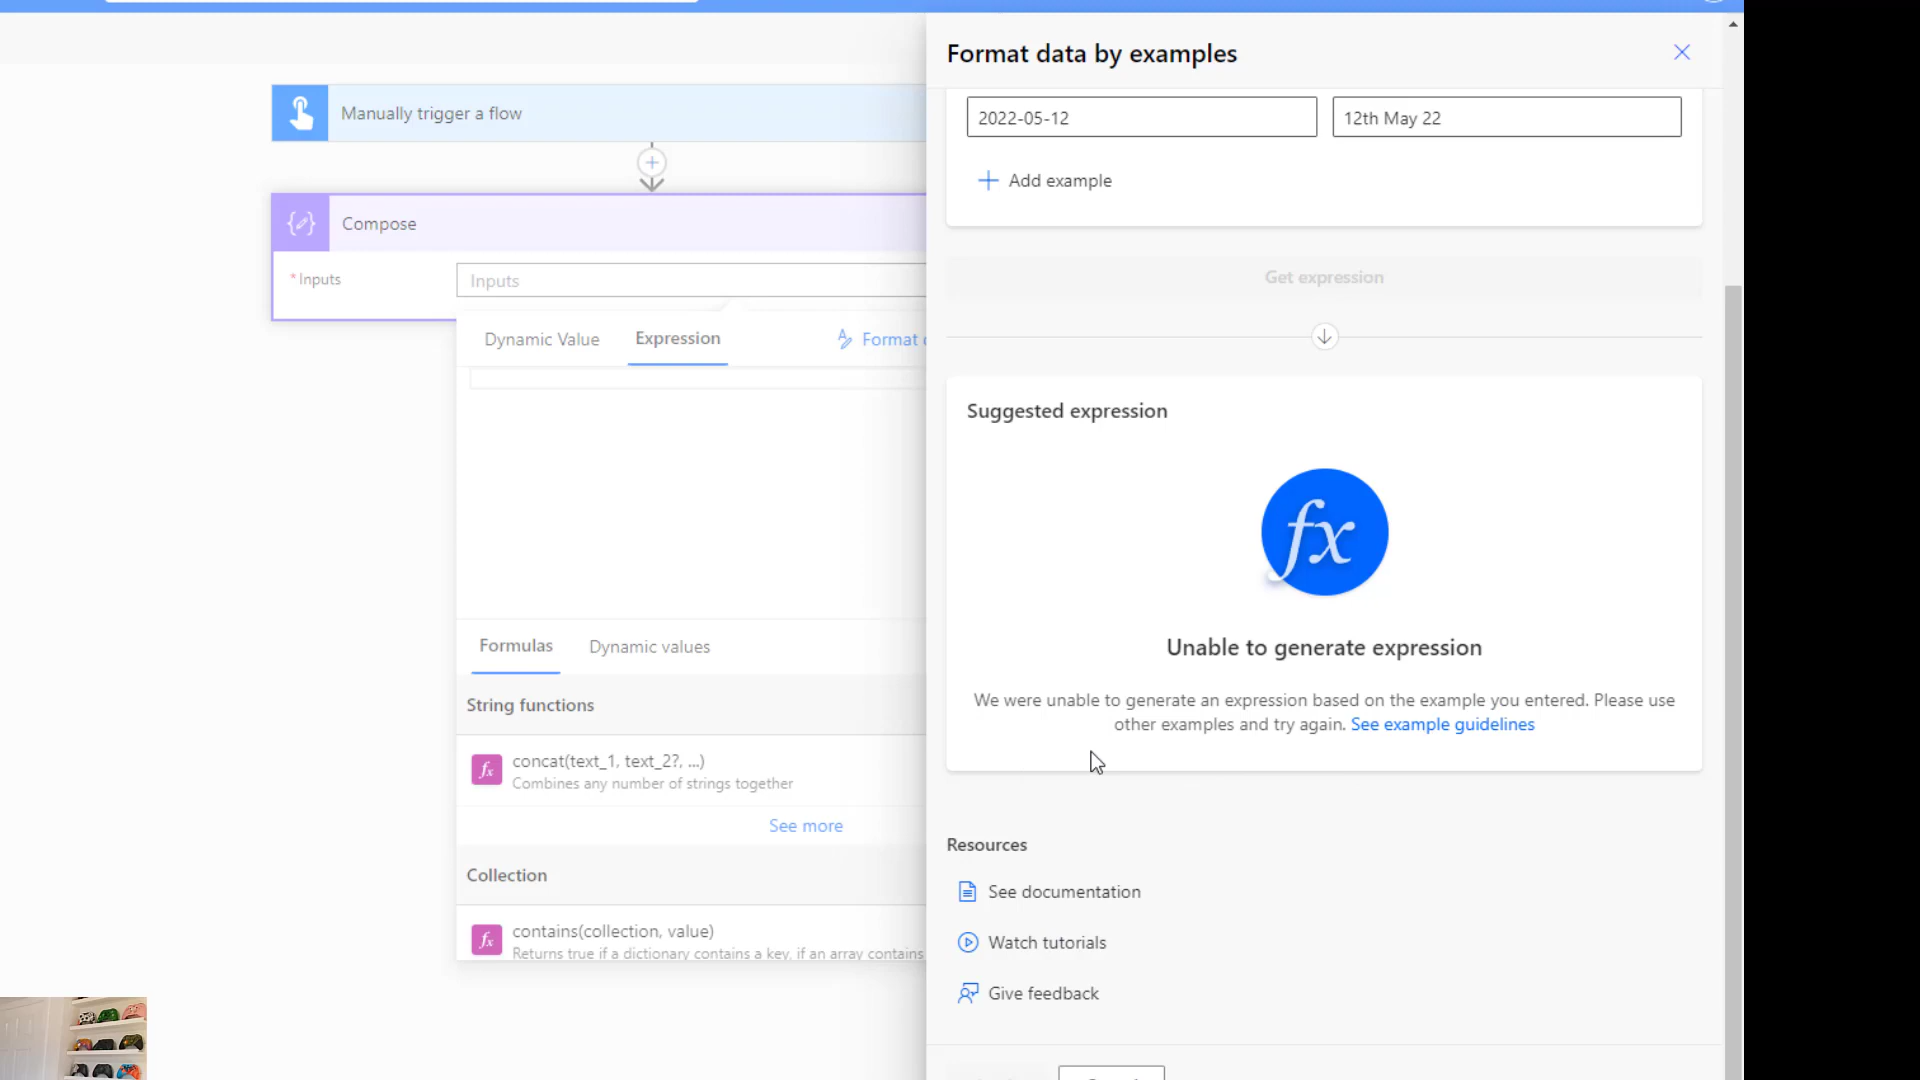 Format data by examples
Manually trigger a flow
2022-05-12
12th May 22
Add example
Compose
* Inputs
Inputs
Get expression
Dynamic Value
Expression
Format
Suggested expression
fx
Unable to generate expression
We were unable to generate an expression based on the example you entered. Please use
other examples and try again. See example guidelines
Formulas
Dynamic values
String functions
fx
concat(text_1, text_2?, ...)
Combines any number of strings together
See more
Collection
fx
contains(collection, value)
Returns true if a dictionary contains a key, if an array contains
Resources
See documentation
Watch tutorials
Give feedback